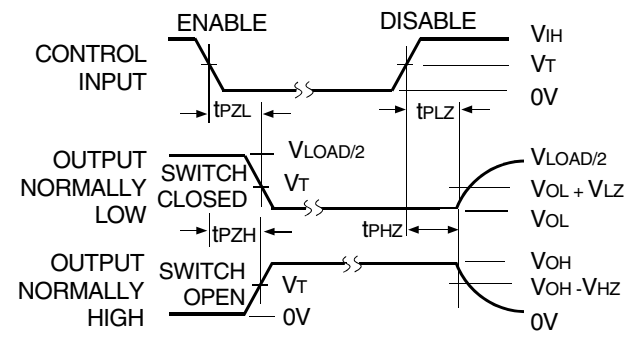 ENABLE
DISABLE
CONTROL
INPUT
VIH
VT
0V
tPZL
tPLZ
OUTPUT
NORMALLY
LOW
SWITCH
CLOSED
VLOAD/2
VT
VLOAD/2
VOL + VLZ
VOL
tPZH
tPHZ
OUTPUT
NORMALLY
HIGH
SWITCH
OPEN
VT
0V
VOH
VOH -VHZ
0V